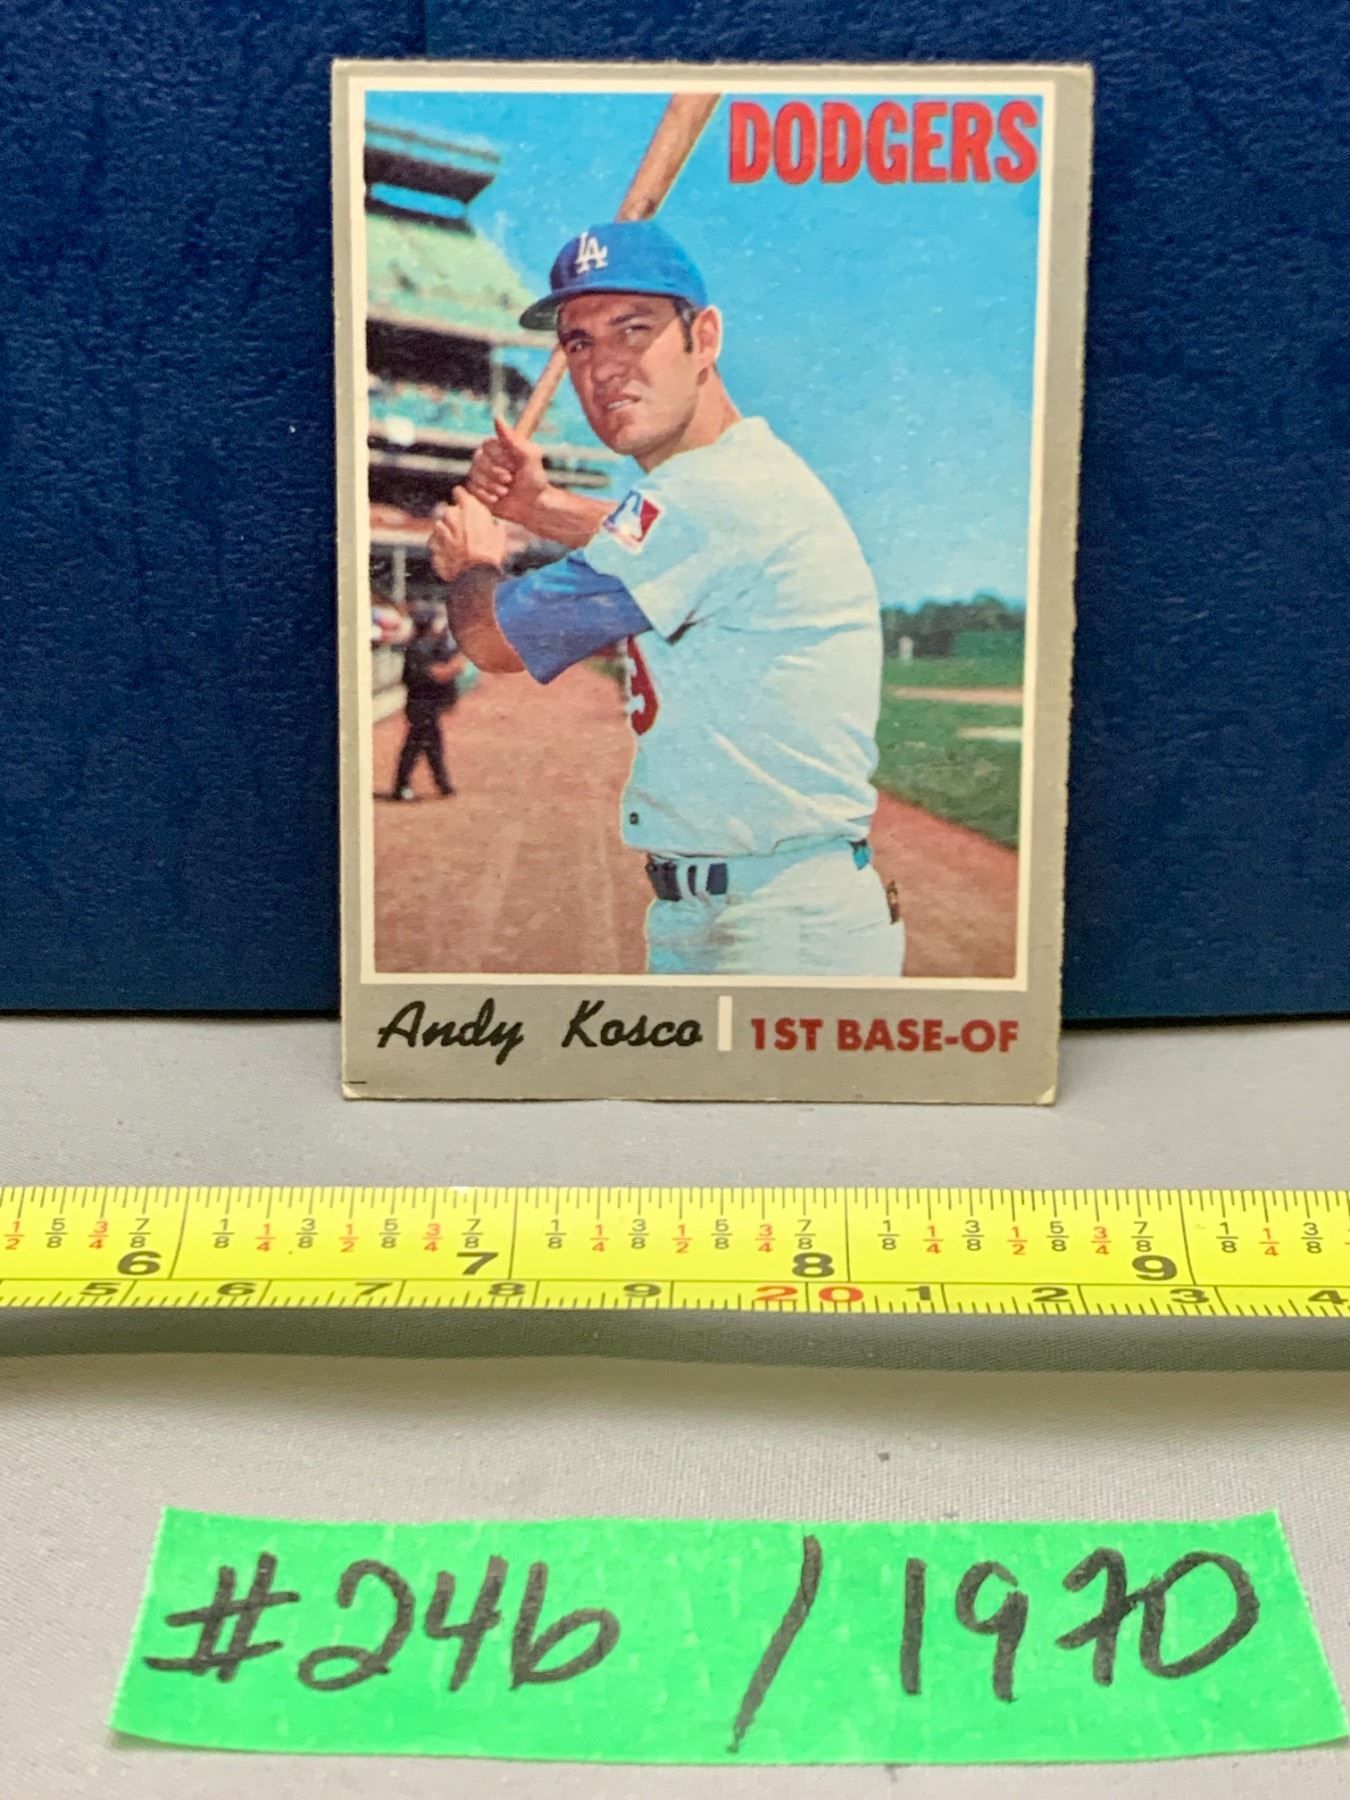 DODGERS
LA
9
Andy Kosco | 1ST BASE-OF
1/2 5/8 3/4 7/8 6 1/8 1/4 3/8 1/2 5/8 3/4 7/8 7 1/8 1/4 3/8 1/2 5/8 3/4 7/8 8 1/8 1/4 3/8 1/2 5/8 3/4 7/8 9 1/8 1/4 3/8
5 6 7 8 9 20 1 2 3 4
#246 / 1970